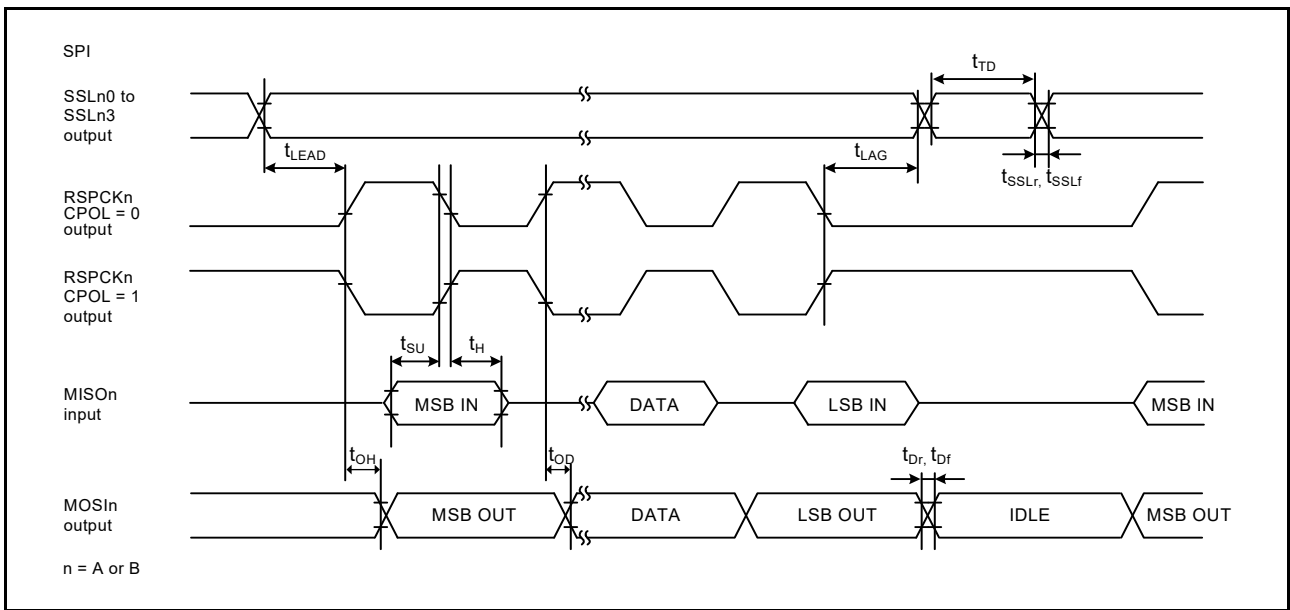 SPI
SSLn0 to
SSLn3
output
tTD
tLEAD
tLAG
tSSLr, tSSLf
RSPCKn
CPOL = 0
output
RSPCKn
CPOL = 1
output
tSU
tH
MISOn
input
MSB IN
DATA
LSB IN
MSB IN
tOH
tOD
tDr, tDf
MOSIn
output
MSB OUT
DATA
LSB OUT
IDLE
MSB OUT
n = A or B